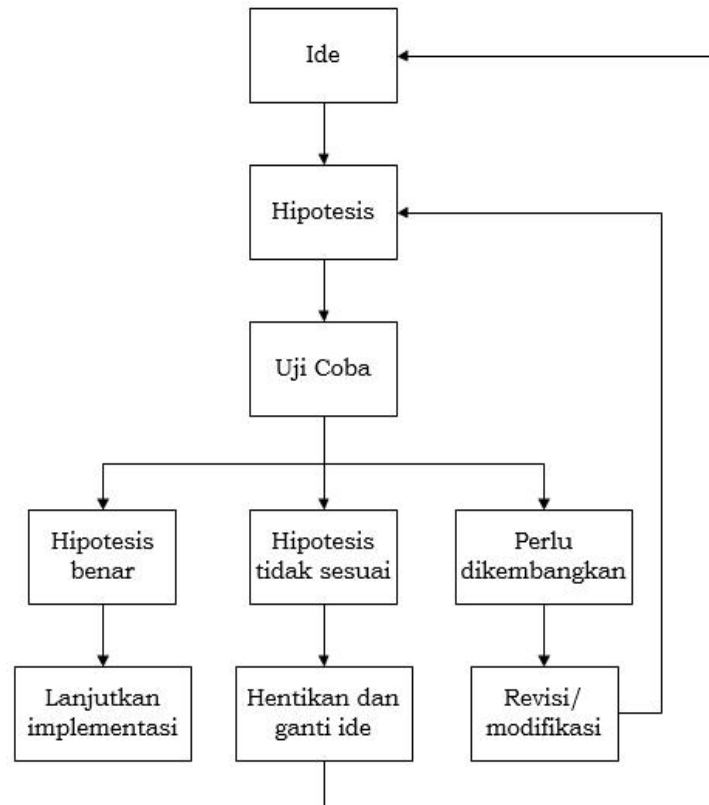 Ide
Hipotesis
Uji Coba
Hipotesis
benar
Hipotesis
tidak sesuai
Perlu
dikembangkan
Lanjutkan
implementasi
Hentikan dan
ganti ide
Revisi/
modifikasi